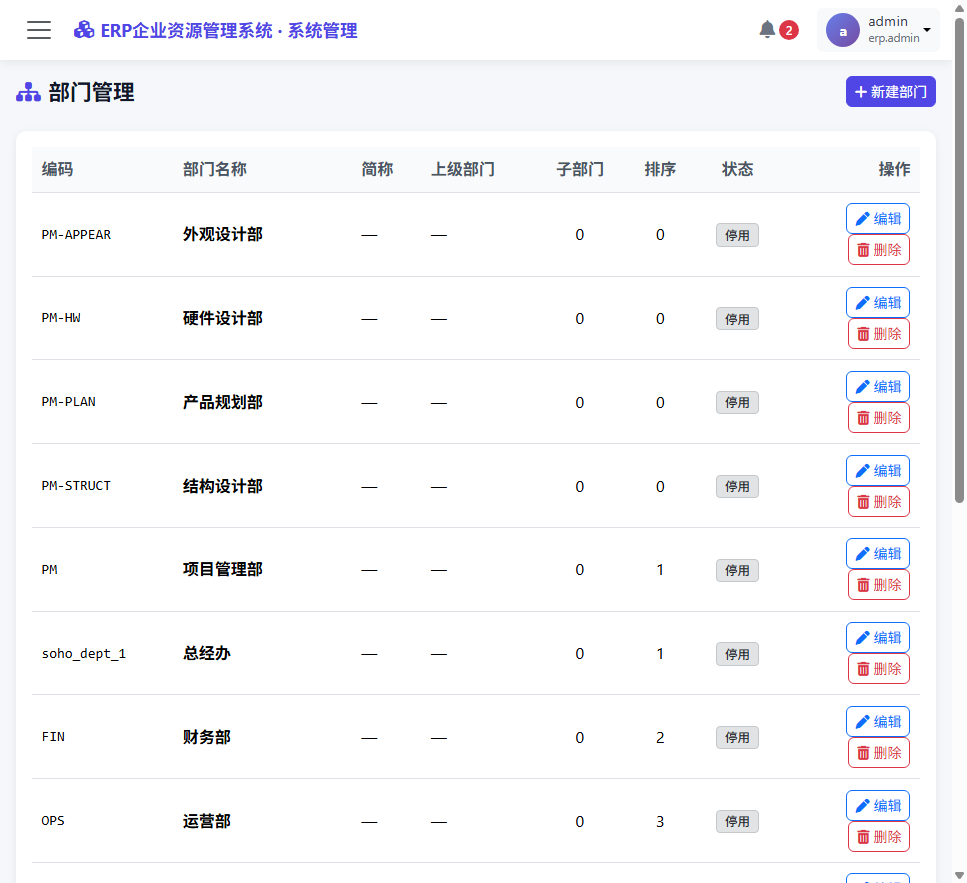 ERP企业资源管理系统 · 系统管理
2
a
admin
erp.admin
部门管理
新建部门
编码 部门名称 简称 上级部门 子部门 排序 状态 操作
PM-APPEAR 外观设计部 — — 0 0 停用 编辑
删除
PM-HW 硬件设计部 — — 0 0 停用 编辑
删除
PM-PLAN 产品规划部 — — 0 0 停用 编辑
删除
PM-STRUCT 结构设计部 — — 0 0 停用 编辑
删除
PM 项目管理部 — — 0 1 停用 编辑
删除
soho_dept_1 总经办 — — 0 1 停用 编辑
删除
FIN 财务部 — — 0 2 停用 编辑
删除
OPS 运营部 — — 0 3 停用 编辑
删除